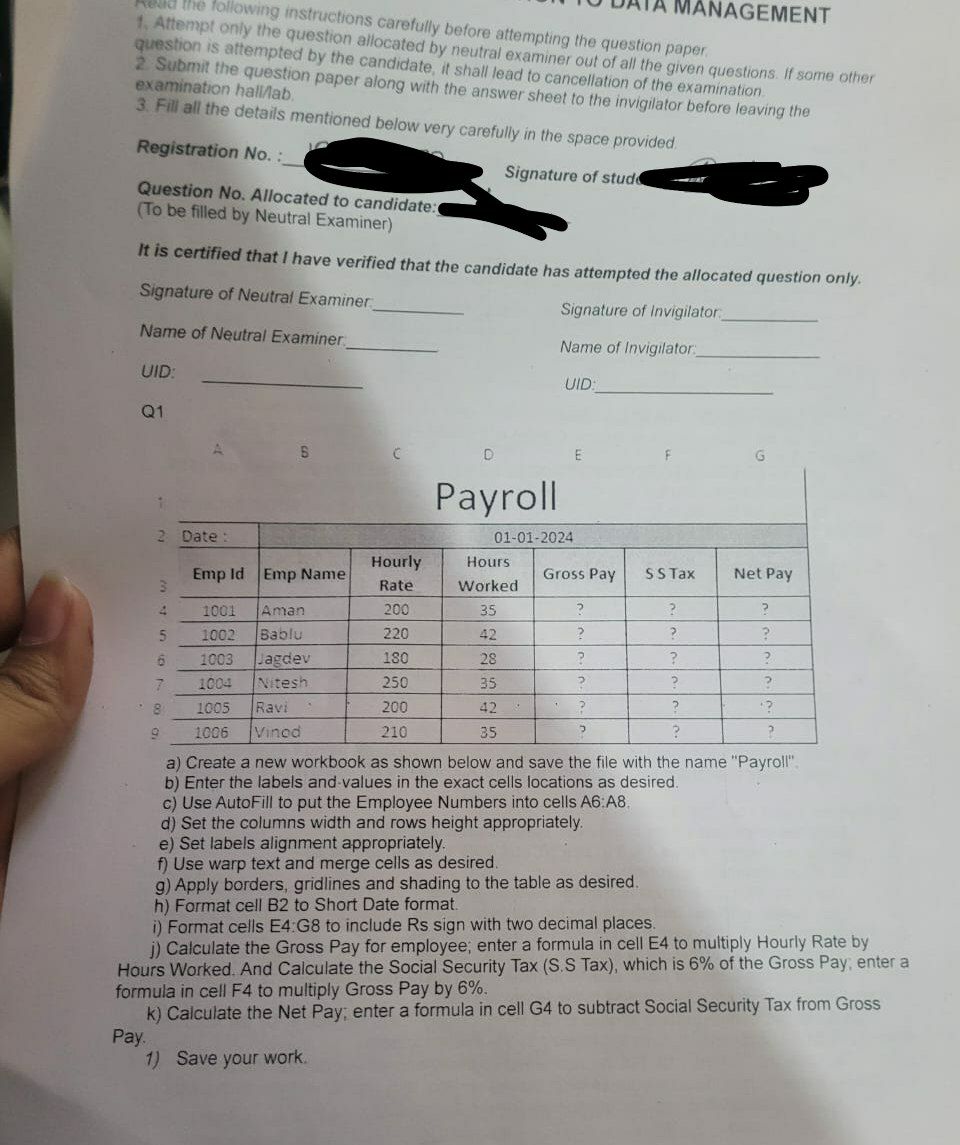 TO DATA MANAGEMENT
Read the following instructions carefully before attempting the question paper.
1. Attempt only the question allocated by neutral examiner out of all the given questions. If some other
question is attempted by the candidate, it shall lead to cancellation of the examination.
2. Submit the question paper along with the answer sheet to the invigilator before leaving the
examination hall/lab.
3. Fill all the details mentioned below very carefully in the space provided.
Registration No. : Signature of stude
Question No. Allocated to candidate:
(To be filled by Neutral Examiner)
It is certified that I have verified that the candidate has attempted the allocated question only.
Signature of Neutral Examiner: Signature of Invigilator:
Name of Neutral Examiner: Name of Invigilator:
UID: UID:
Q1
A B C D E F G
1 Payroll
2 Date : 01-01-2024
3 Emp Id Emp Name Hourly Rate Hours Worked Gross Pay S S Tax Net Pay
4 1001 Aman 200 35 ? ? ?
5 1002 Bablu 220 42 ? ? ?
6 1003 Jagdev 180 28 ? ? ?
7 1004 Nitesh 250 35 ? ? ?
8 1005 Ravi 200 42 ? ? ?
9 1006 Vinod 210 35 ? ? ?
a) Create a new workbook as shown below and save the file with the name "Payroll".
b) Enter the labels and values in the exact cells locations as desired.
c) Use AutoFill to put the Employee Numbers into cells A6:A8.
d) Set the columns width and rows height appropriately.
e) Set labels alignment appropriately.
f) Use warp text and merge cells as desired.
g) Apply borders, gridlines and shading to the table as desired.
h) Format cell B2 to Short Date format.
i) Format cells E4:G8 to include Rs sign with two decimal places.
j) Calculate the Gross Pay for employee; enter a formula in cell E4 to multiply Hourly Rate by
Hours Worked. And Calculate the Social Security Tax (S.S Tax), which is 6% of the Gross Pay; enter a
formula in cell F4 to multiply Gross Pay by 6%.
k) Calculate the Net Pay; enter a formula in cell G4 to subtract Social Security Tax from Gross
Pay.
1) Save your work.